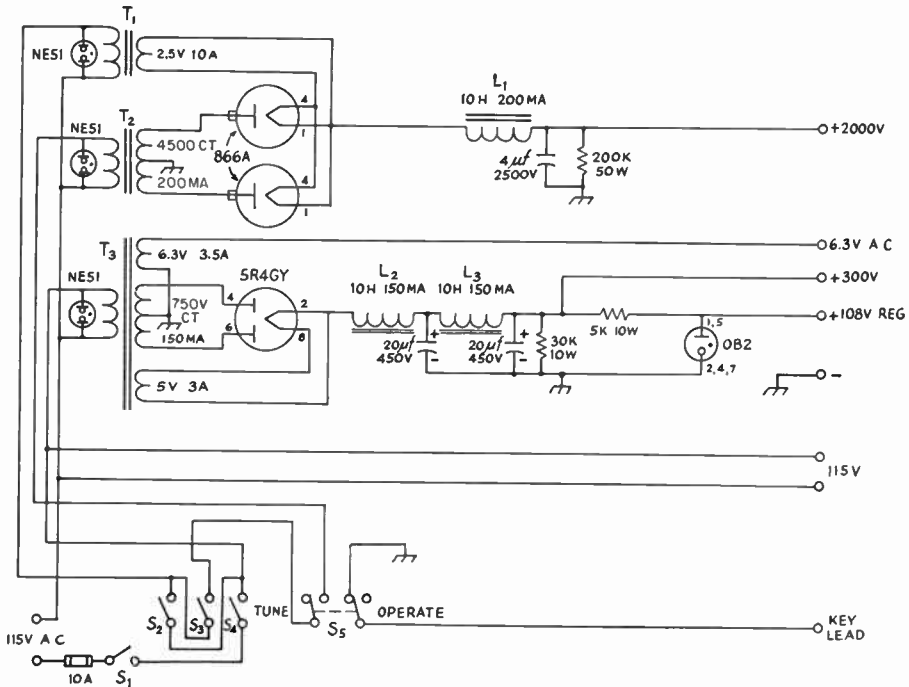 T1
NE51
2.5V 10A
L1
10H 200MA
NE51
T2
4
1
4500 CT
866A
200MA
4
1
+2000V
4µf
2500V
200K
50W
T3
6.3V 3.5A
6.3V AC
NE51
5R4GY
L2
10H 150MA
L3
10H 150MA
+300V
750V
CT
150MA
4
6
2
8
5K 10W
+108V REG
1,5
OB2
2,4,7
+
20µf
450V
-
+
20µf
450V
-
30K
10W
5V 3A
-
115V
TUNE
OPERATE
S2
S3
S4
S5
KEY
LEAD
115V AC
10A
S1